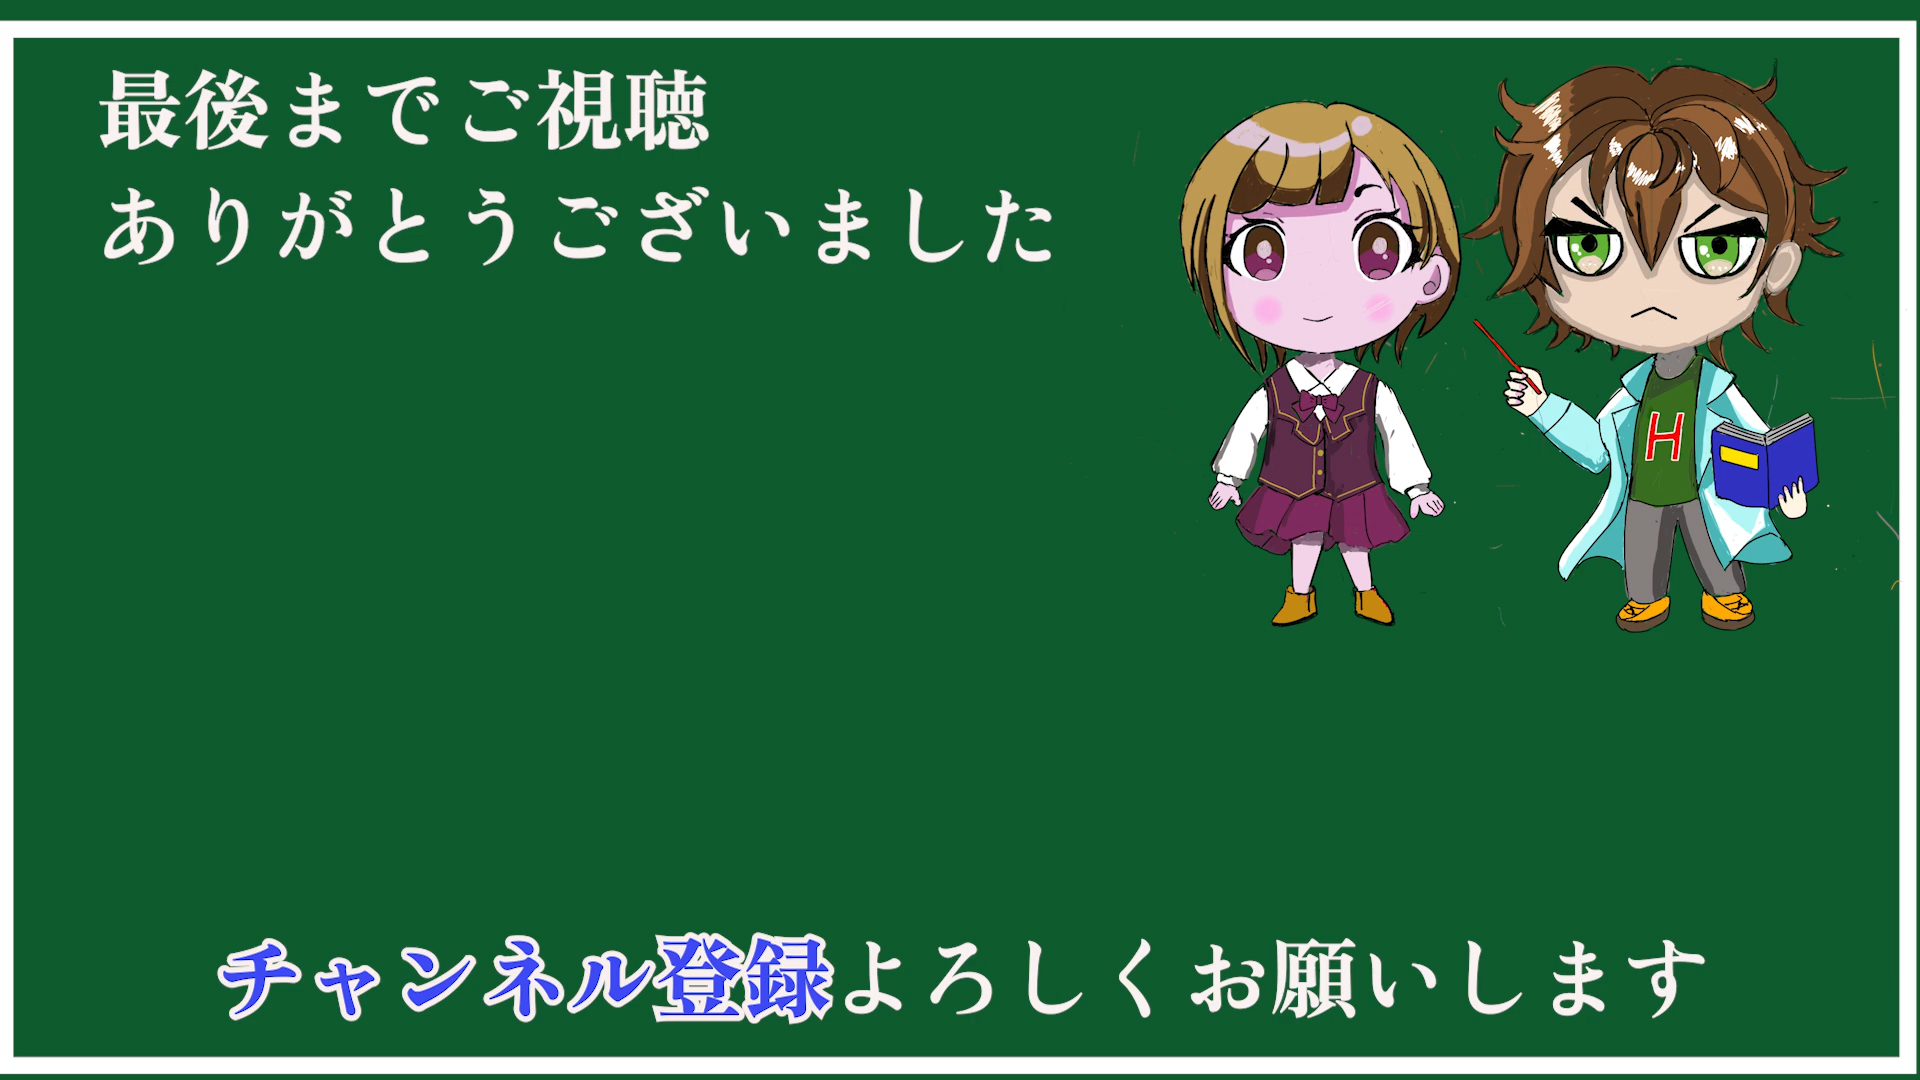 最後までご視聴
ありがとうございました
H
チャンネル登録よろしくお願いします